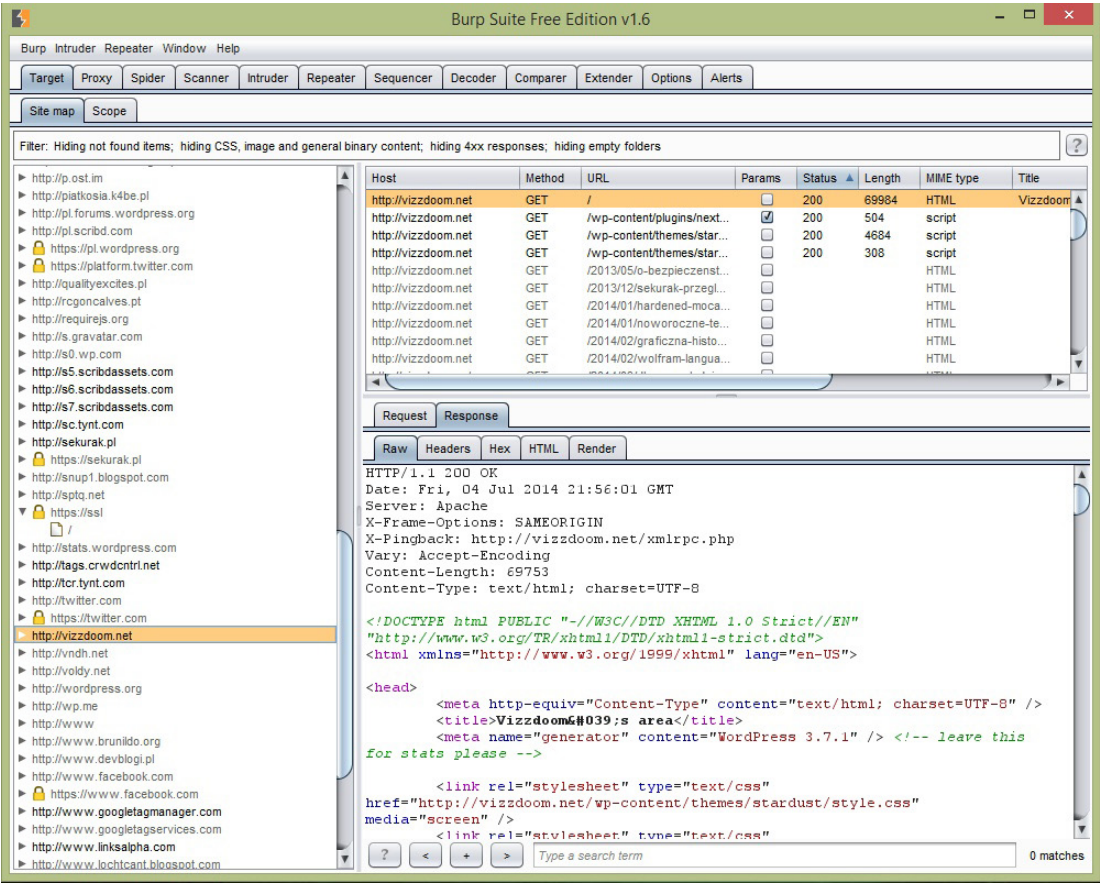 Burp Suite Free Edition v1.6
Burp Intruder Repeater Window Help
Target Proxy Spider Scanner Intruder Repeater Sequencer Decoder Comparer Extender Options Alerts
Site map Scope
Filter: Hiding not found items; hiding CSS, image and general binary content; hiding 4xx responses; hiding empty folders ?
http://p.ost.im
http://piatkosia.k4be.pl
http://pl.forums.wordpress.org
http://pl.scribd.com
https://pl.wordpress.org
https://platform.twitter.com
http://qualityexcites.pl
http://rcgoncalves.pt
http://requirejs.org
http://s.gravatar.com
http://s0.wp.com
http://s5.scribdassets.com
http://s6.scribdassets.com
http://s7.scribdassets.com
http://sc.tynt.com
http://sekurak.pl
https://sekurak.pl
http://snup1.blogspot.com
http://sptq.net
https://ssl
/
http://stats.wordpress.com
http://tags.crwdcntrl.net
http://tcr.tynt.com
http://twitter.com
https://twitter.com
http://vizzdoom.net
http://vndh.net
http://voldy.net
http://wordpress.org
http://wp.me
http://www
http://www.brunildo.org
http://www.devblogi.pl
http://www.facebook.com
https://www.facebook.com
http://www.googletagmanager.com
http://www.googletagservices.com
http://www.linksalpha.com
http://www.lochtcant.blogspot.com
Host Method URL Params Status Length MIME type Title
http://vizzdoom.net GET / 200 69984 HTML Vizzdoom
http://vizzdoom.net GET /wp-content/plugins/next... 200 504 script
http://vizzdoom.net GET /wp-content/themes/star... 200 4684 script
http://vizzdoom.net GET /wp-content/themes/star... 200 308 script
http://vizzdoom.net GET /2013/05/o-bezpieczenst... HTML
http://vizzdoom.net GET /2013/12/sekurak-przegl... HTML
http://vizzdoom.net GET /2014/01/hardened-moca... HTML
http://vizzdoom.net GET /2014/01/noworoczne-te... HTML
http://vizzdoom.net GET /2014/02/graficzna-histo... HTML
http://vizzdoom.net GET /2014/02/wolfram-langua... HTML
Request Response
Raw Headers Hex HTML Render
HTTP/1.1 200 OK
Date: Fri, 04 Jul 2014 21:56:01 GMT
Server: Apache
X-Frame-Options: SAMEORIGIN
X-Pingback: http://vizzdoom.net/xmlrpc.php
Vary: Accept-Encoding
Content-Length: 69753
Content-Type: text/html; charset=UTF-8
<!DOCTYPE html PUBLIC "-//W3C//DTD XHTML 1.0 Strict//EN"
"http://www.w3.org/TR/xhtml1/DTD/xhtml1-strict.dtd">
<html xmlns="http://www.w3.org/1999/xhtml" lang="en-US">
<head>
<meta http-equiv="Content-Type" content="text/html; charset=UTF-8" />
<title>Vizzdoom&#039;s area</title>
<meta name="generator" content="WordPress 3.7.1" /> <!-- leave this
for stats please -->
<link rel="stylesheet" type="text/css"
href="http://vizzdoom.net/wp-content/themes/stardust/style.css"
media="screen" />
<link rel="stylesheet" type="text/css"
? < + > Type a search term 0 matches